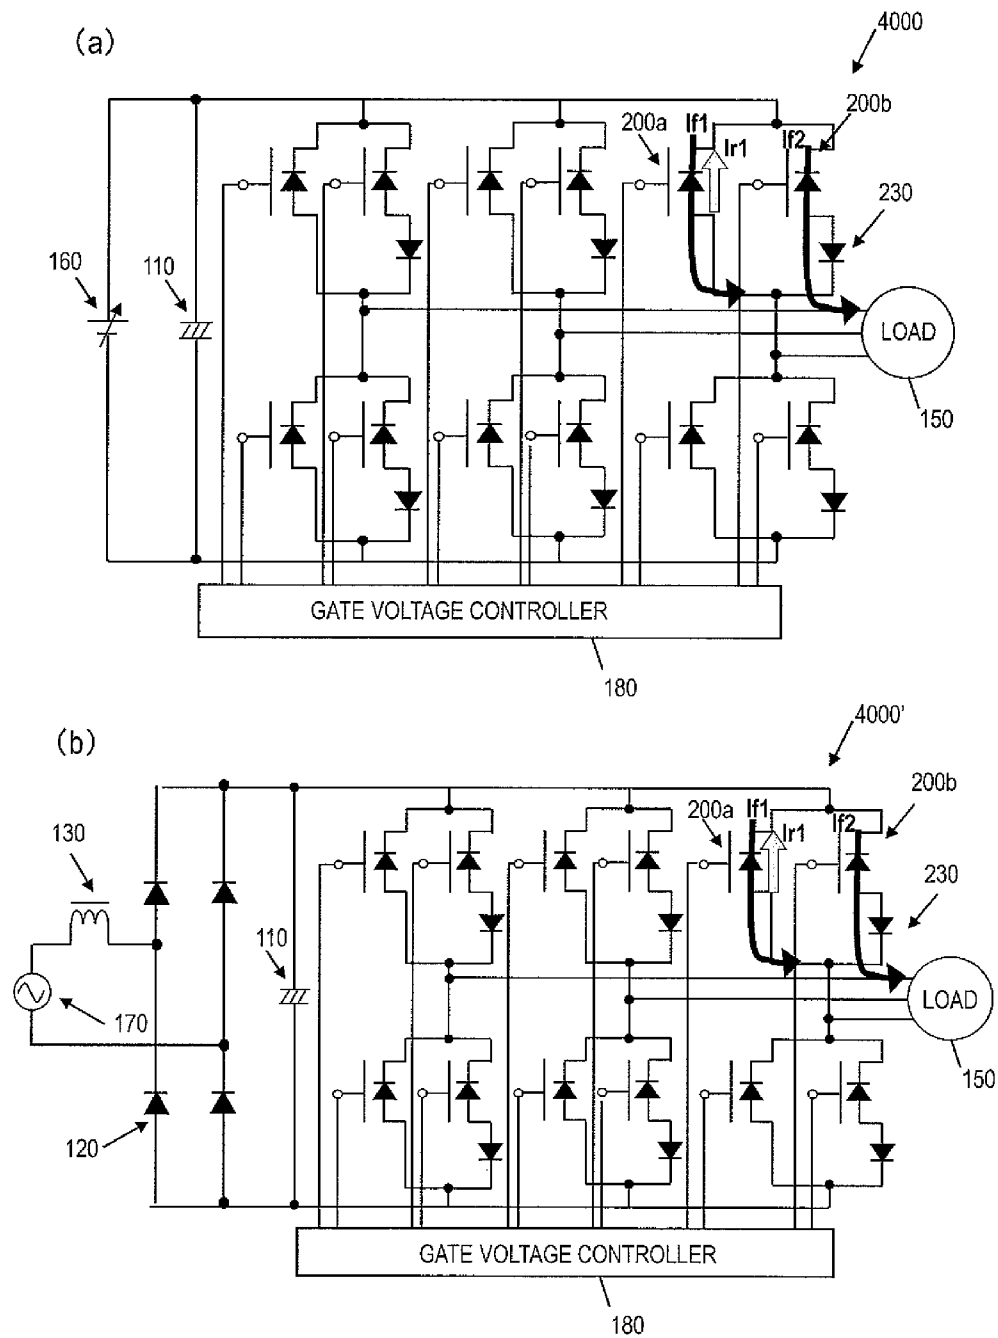 (a)
4000
200a
If1
Ir1
If2
200b
230
160
110
LOAD
150
GATE VOLTAGE CONTROLLER
180
(b)
4000'
200a
If1
Ir1
If2
200b
130
230
110
170
LOAD
150
120
GATE VOLTAGE CONTROLLER
180